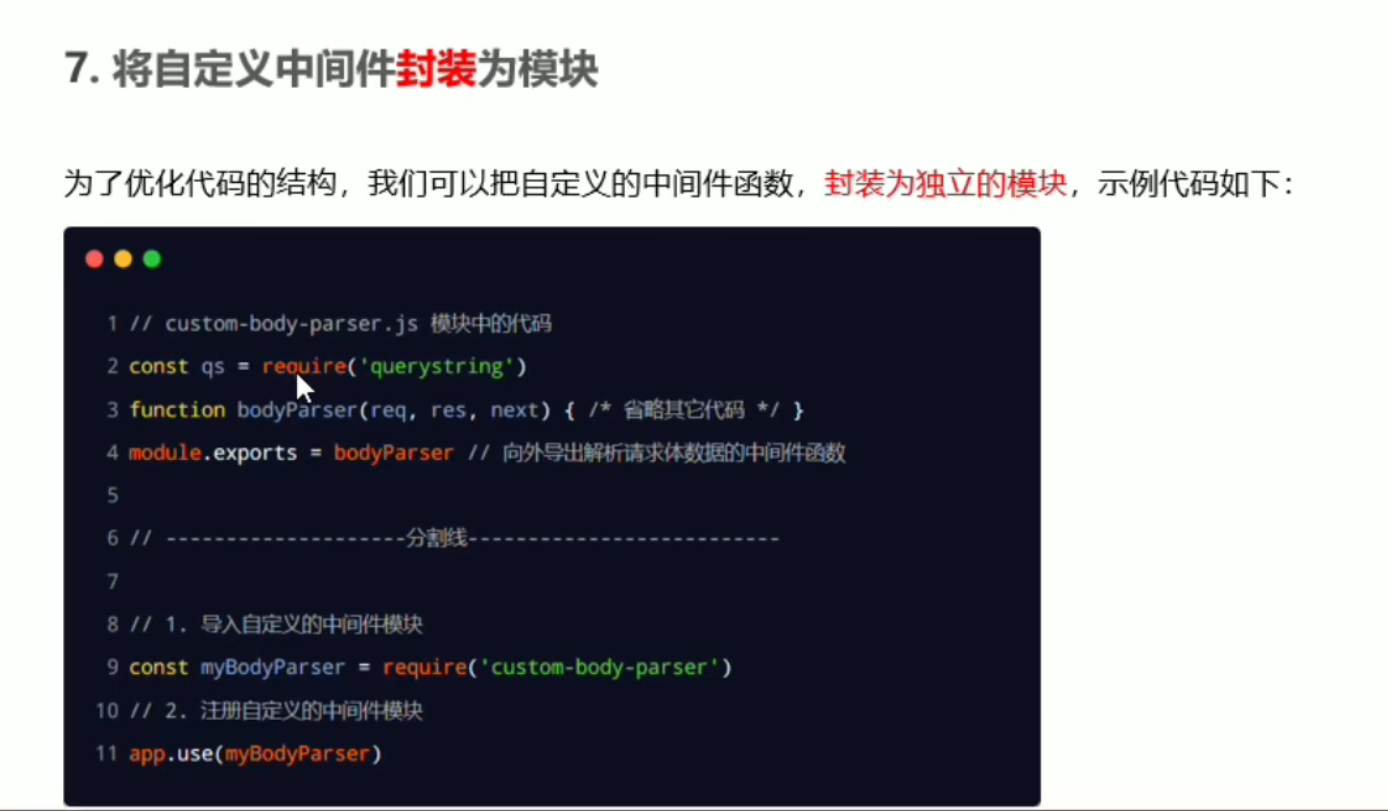 7. 将自定义中间件封装为模块
为了优化代码的结构，我们可以把自定义的中间件函数，封装为独立的模块，示例代码如下：
1 // custom-body-parser.js 模块中的代码
2 const qs = require('querystring')
3 function bodyParser(req, res, next) { /* 省略其它代码 */ }
4 module.exports = bodyParser // 向外导出解析请求体数据的中间件函数
5
6 // --------------------分割线--------------------------
7
8 // 1. 导入自定义的中间件模块
9 const myBodyParser = require('custom-body-parser')
10 // 2. 注册自定义的中间件模块
11 app.use(myBodyParser)